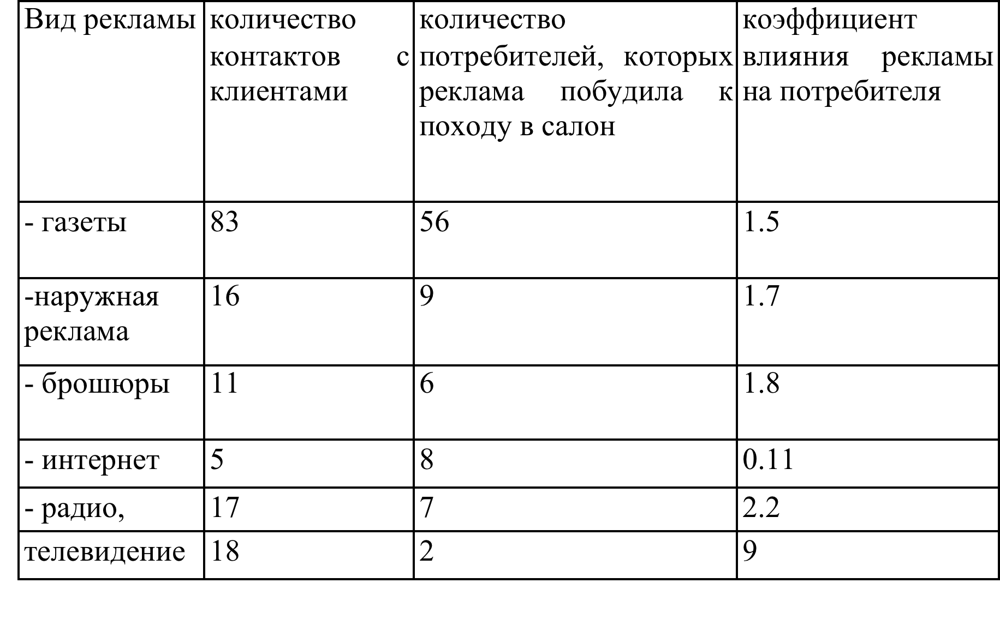 Вид рекламы
количество
контактов с
клиентами
количество
потребителей, которых
реклама побудила к
походу в салон
коэффициент
влияния рекламы
на потребителя
- газеты
83
56
1.5
-наружная
реклама
16
9
1.7
- брошюры
11
6
1.8
- интернет
5
8
0.11
- радио,
17
7
2.2
телевидение
18
2
9